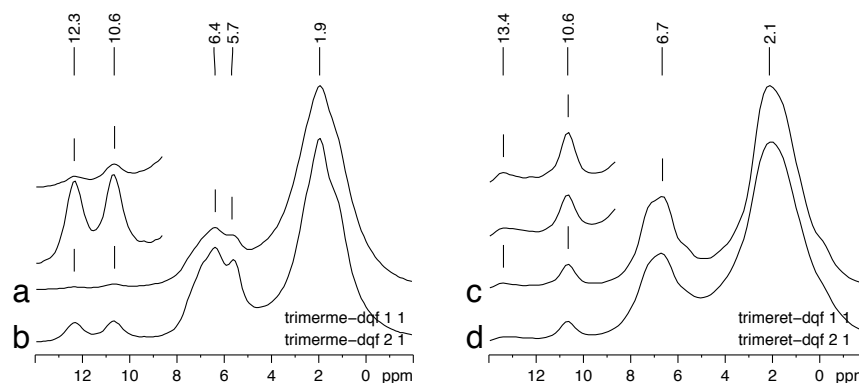 12.3 10.6 6.4 5.7 1.9
a
trimerme-dqf 1 1
b
trimerme-dqf 2 1
12 10 8 6 4 2 0 ppm
13.4 10.6 6.7 2.1
c
trimeret-dqf 1 1
d
trimeret-dqf 2 1
12 10 8 6 4 2 0 ppm